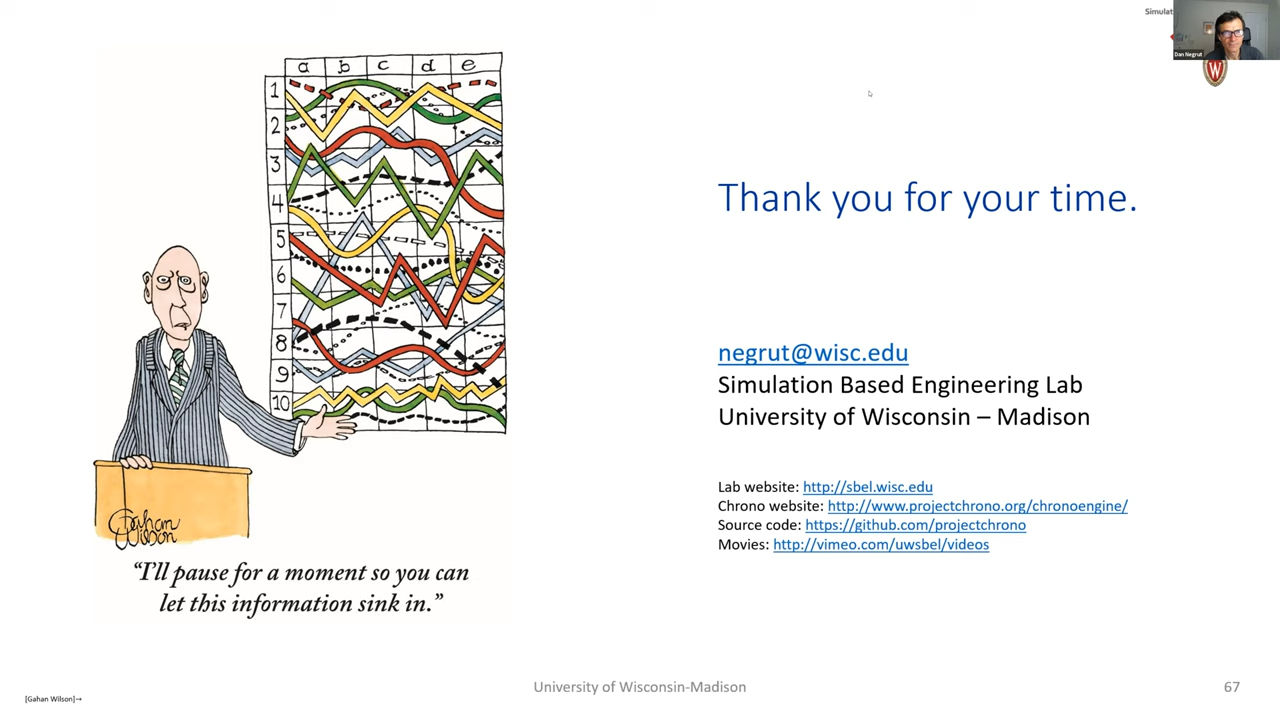 Simulat
Dan Negrut
W
a b c d e
1
2
3
4
5
6
7
8
9
10
Gahan
Wilson
“I’ll pause for a moment so you can
let this information sink in.”
Thank you for your time.
negrut@wisc.edu
Simulation Based Engineering Lab
University of Wisconsin – Madison
Lab website: http://sbel.wisc.edu
Chrono website: http://www.projectchrono.org/chronoengine/
Source code: https://github.com/projectchrono
Movies: http://vimeo.com/uwsbel/videos
[Gahan Wilson]→
University of Wisconsin-Madison
67